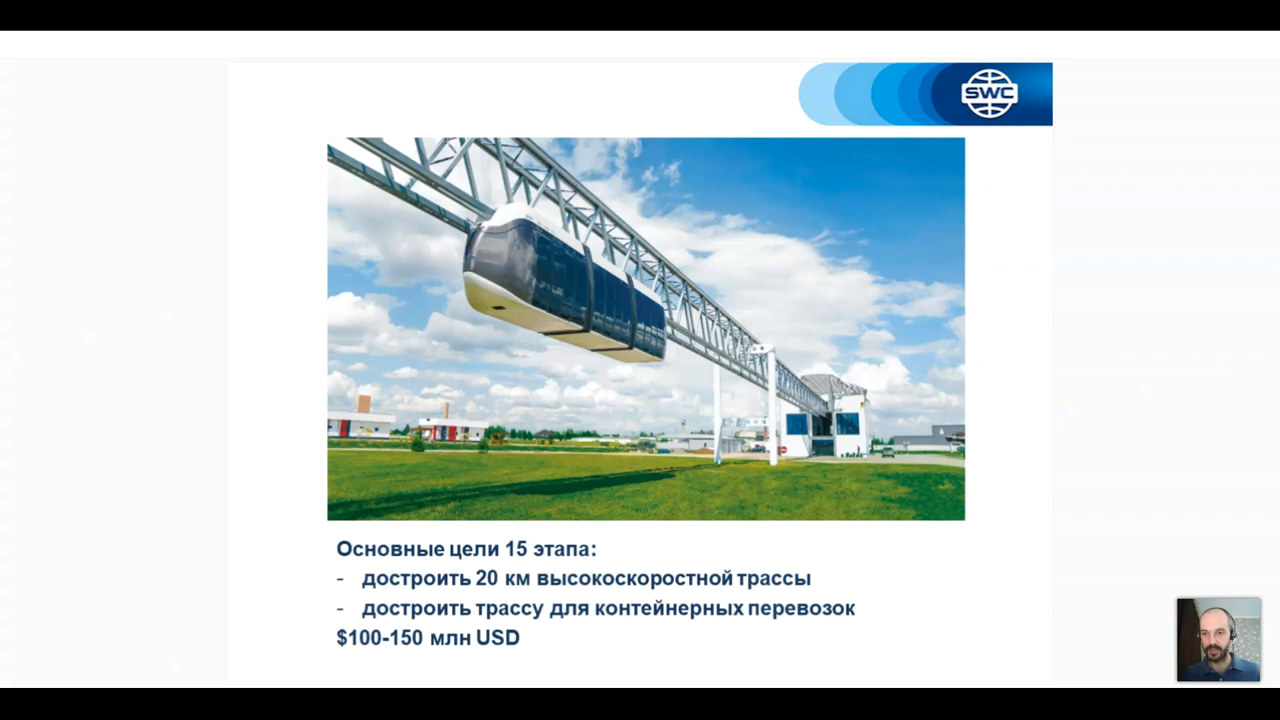 SWC
Основные цели 15 этапа:
- достроить 20 км высокоскоростной трассы
- достроить трассу для контейнерных перевозок
$100-150 млн USD